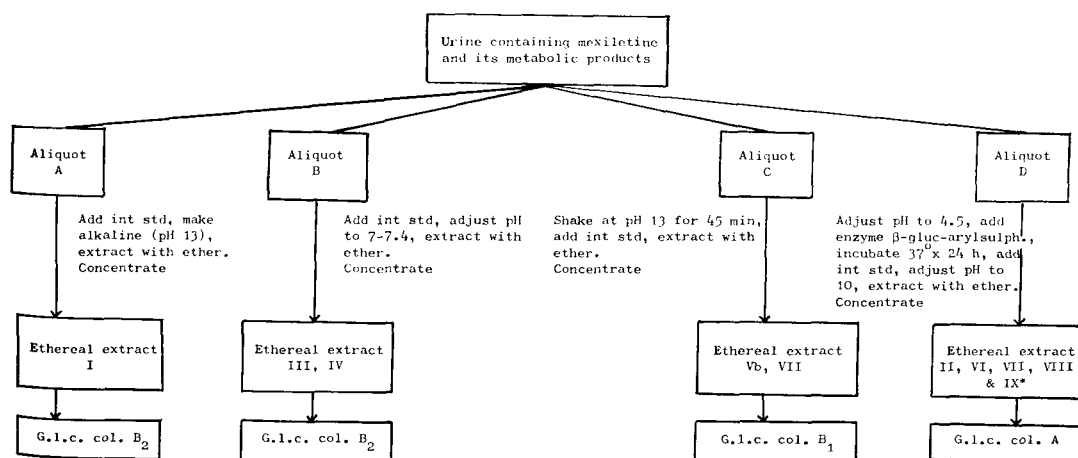 Urine containing mexiletine
and its metabolic products
Aliquot
A
Aliquot
B
Aliquot
C
Aliquot
D
Add int std, make
alkaline (pH 13),
extract with ether.
Concentrate
Add int std, adjust pH
to 7-7.4, extract with
ether.
Concentrate
Shake at pH 13 for 45 min,
add int std, extract with
ether.
Concentrate
Adjust pH to 4.5, add
enzyme β-gluc-arylsulph.,
incubate 37°x 24 h, add
int std, adjust pH to
10, extract with ether.
Concentrate
Ethereal extract
I
Ethereal extract
III, IV
Ethereal extract
Vb, VII
Ethereal extract
II, VI, VII, VIII
& IX*
G.l.c. col. B₂
G.l.c. col. B₂
G.l.c. col. B₁
G.l.c. col. A